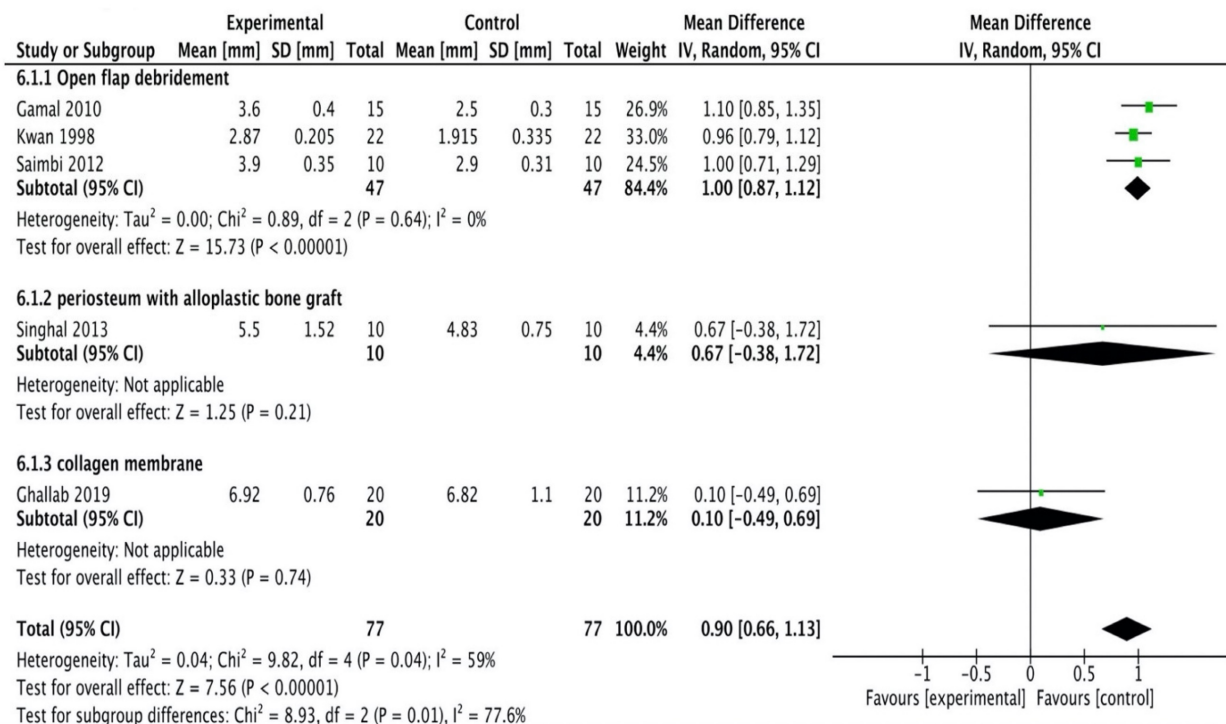 Experimental Control Mean Difference Mean Difference
Study or Subgroup Mean [mm] SD [mm] Total Mean [mm] SD [mm] Total Weight IV, Random, 95% CI IV, Random, 95% CI
6.1.1 Open flap debridement
Gamal 2010 3.6 0.4 15 2.5 0.3 15 26.9% 1.10 [0.85, 1.35]
Kwan 1998 2.87 0.205 22 1.915 0.335 22 33.0% 0.96 [0.79, 1.12]
Saimbi 2012 3.9 0.35 10 2.9 0.31 10 24.5% 1.00 [0.71, 1.29]
Subtotal (95% CI) 47 47 84.4% 1.00 [0.87, 1.12]
Heterogeneity: Tau² = 0.00; Chi² = 0.89, df = 2 (P = 0.64); I² = 0%
Test for overall effect: Z = 15.73 (P < 0.00001)
6.1.2 periosteum with alloplastic bone graft
Singhal 2013 5.5 1.52 10 4.83 0.75 10 4.4% 0.67 [−0.38, 1.72]
Subtotal (95% CI) 10 10 4.4% 0.67 [−0.38, 1.72]
Heterogeneity: Not applicable
Test for overall effect: Z = 1.25 (P = 0.21)
6.1.3 collagen membrane
Ghallab 2019 6.92 0.76 20 6.82 1.1 20 11.2% 0.10 [−0.49, 0.69]
Subtotal (95% CI) 20 20 11.2% 0.10 [−0.49, 0.69]
Heterogeneity: Not applicable
Test for overall effect: Z = 0.33 (P = 0.74)
Total (95% CI) 77 77 100.0% 0.90 [0.66, 1.13]
Heterogeneity: Tau² = 0.04; Chi² = 9.82, df = 4 (P = 0.04); I² = 59%
Test for overall effect: Z = 7.56 (P < 0.00001)
Test for subgroup differences: Chi² = 8.93, df = 2 (P = 0.01), I² = 77.6%
−1 −0.5 0 0.5 1
Favours [experimental] Favours [control]